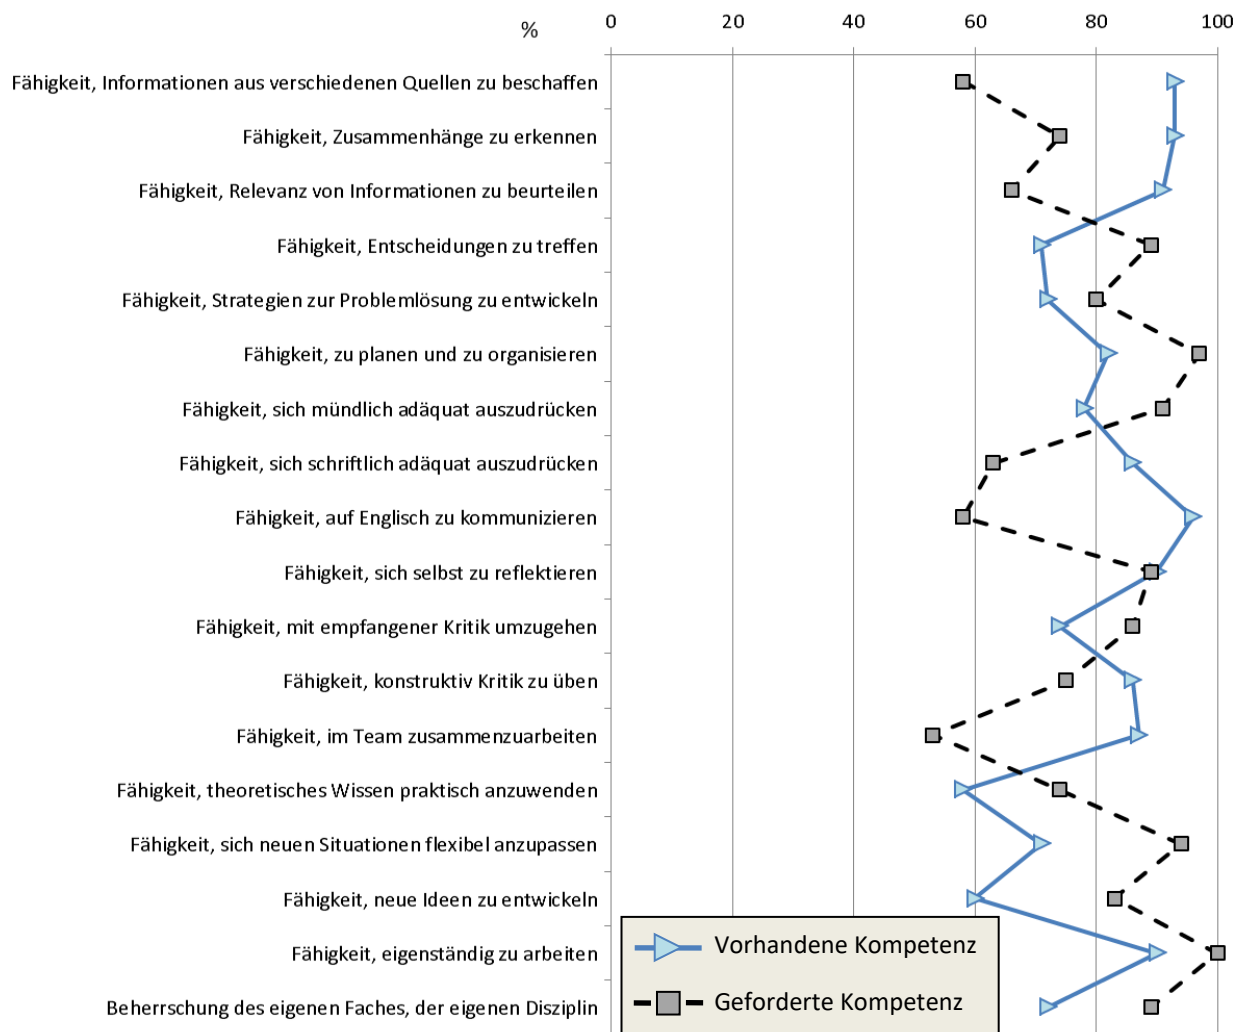 0 20 40 60 80 100
%
Fähigkeit, Informationen aus verschiedenen Quellen zu beschaffen
Fähigkeit, Zusammenhänge zu erkennen
Fähigkeit, Relevanz von Informationen zu beurteilen
Fähigkeit, Entscheidungen zu treffen
Fähigkeit, Strategien zur Problemlösung zu entwickeln
Fähigkeit, zu planen und zu organisieren
Fähigkeit, sich mündlich adäquat auszudrücken
Fähigkeit, sich schriftlich adäquat auszudrücken
Fähigkeit, auf Englisch zu kommunizieren
Fähigkeit, sich selbst zu reflektieren
Fähigkeit, mit empfangener Kritik umzugehen
Fähigkeit, konstruktiv Kritik zu üben
Fähigkeit, im Team zusammenzuarbeiten
Fähigkeit, theoretisches Wissen praktisch anzuwenden
Fähigkeit, sich neuen Situationen flexibel anzupassen
Fähigkeit, neue Ideen zu entwickeln
Fähigkeit, eigenständig zu arbeiten
Beherrschung des eigenen Faches, der eigenen Disziplin
Vorhandene Kompetenz
Geforderte Kompetenz